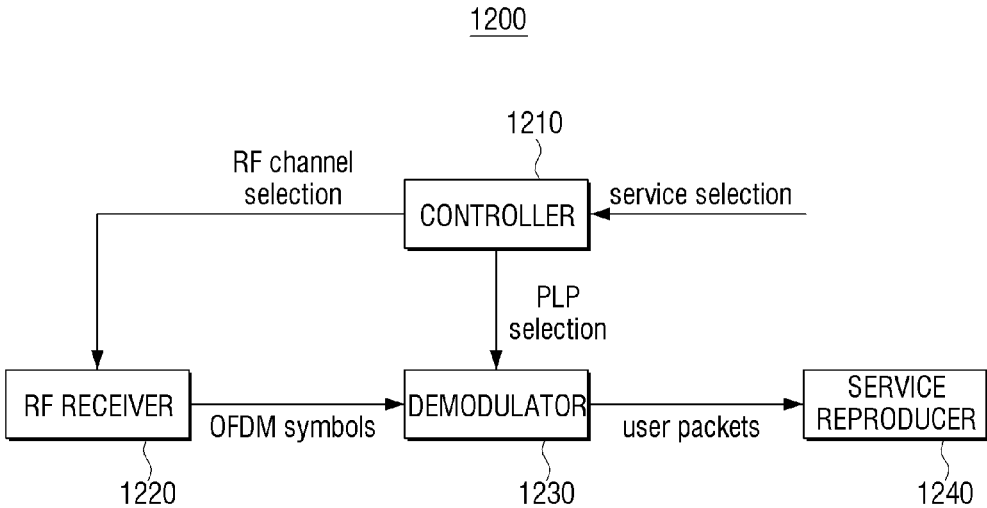 1200
1210
RF channel
selection
CONTROLLER
service selection
PLP
selection
RF RECEIVER
OFDM symbols
DEMODULATOR
user packets
SERVICE
REPRODUCER
1220
1230
1240